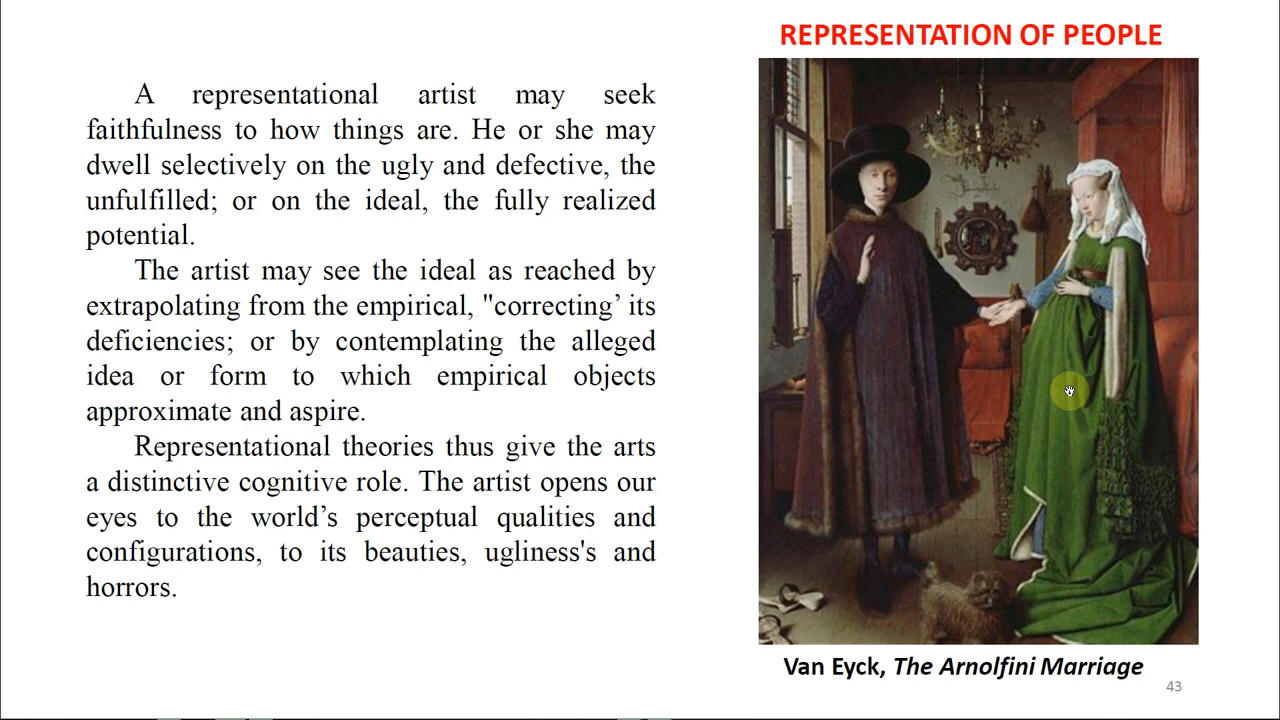 REPRESENTATION OF PEOPLE
A representational artist may seek
faithfulness to how things are. He or she may
dwell selectively on the ugly and defective, the
unfulfilled; or on the ideal, the fully realized
potential.
The artist may see the ideal as reached by
extrapolating from the empirical, "correcting’ its
deficiencies; or by contemplating the alleged
idea or form to which empirical objects
approximate and aspire.
Representational theories thus give the arts
a distinctive cognitive role. The artist opens our
eyes to the world’s perceptual qualities and
configurations, to its beauties, ugliness's and
horrors.
Van Eyck, The Arnolfini Marriage
43